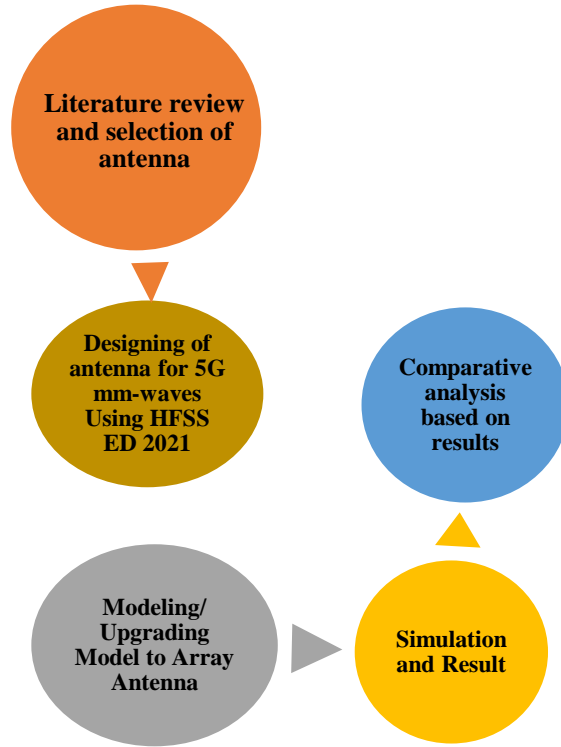 Literature review
and selection of
antenna
Designing of
antenna for 5G
mm-waves
Using HFSS
ED 2021
Modeling/
Upgrading
Model to Array
Antenna
Simulation
and Result
Comparative
analysis
based on
results